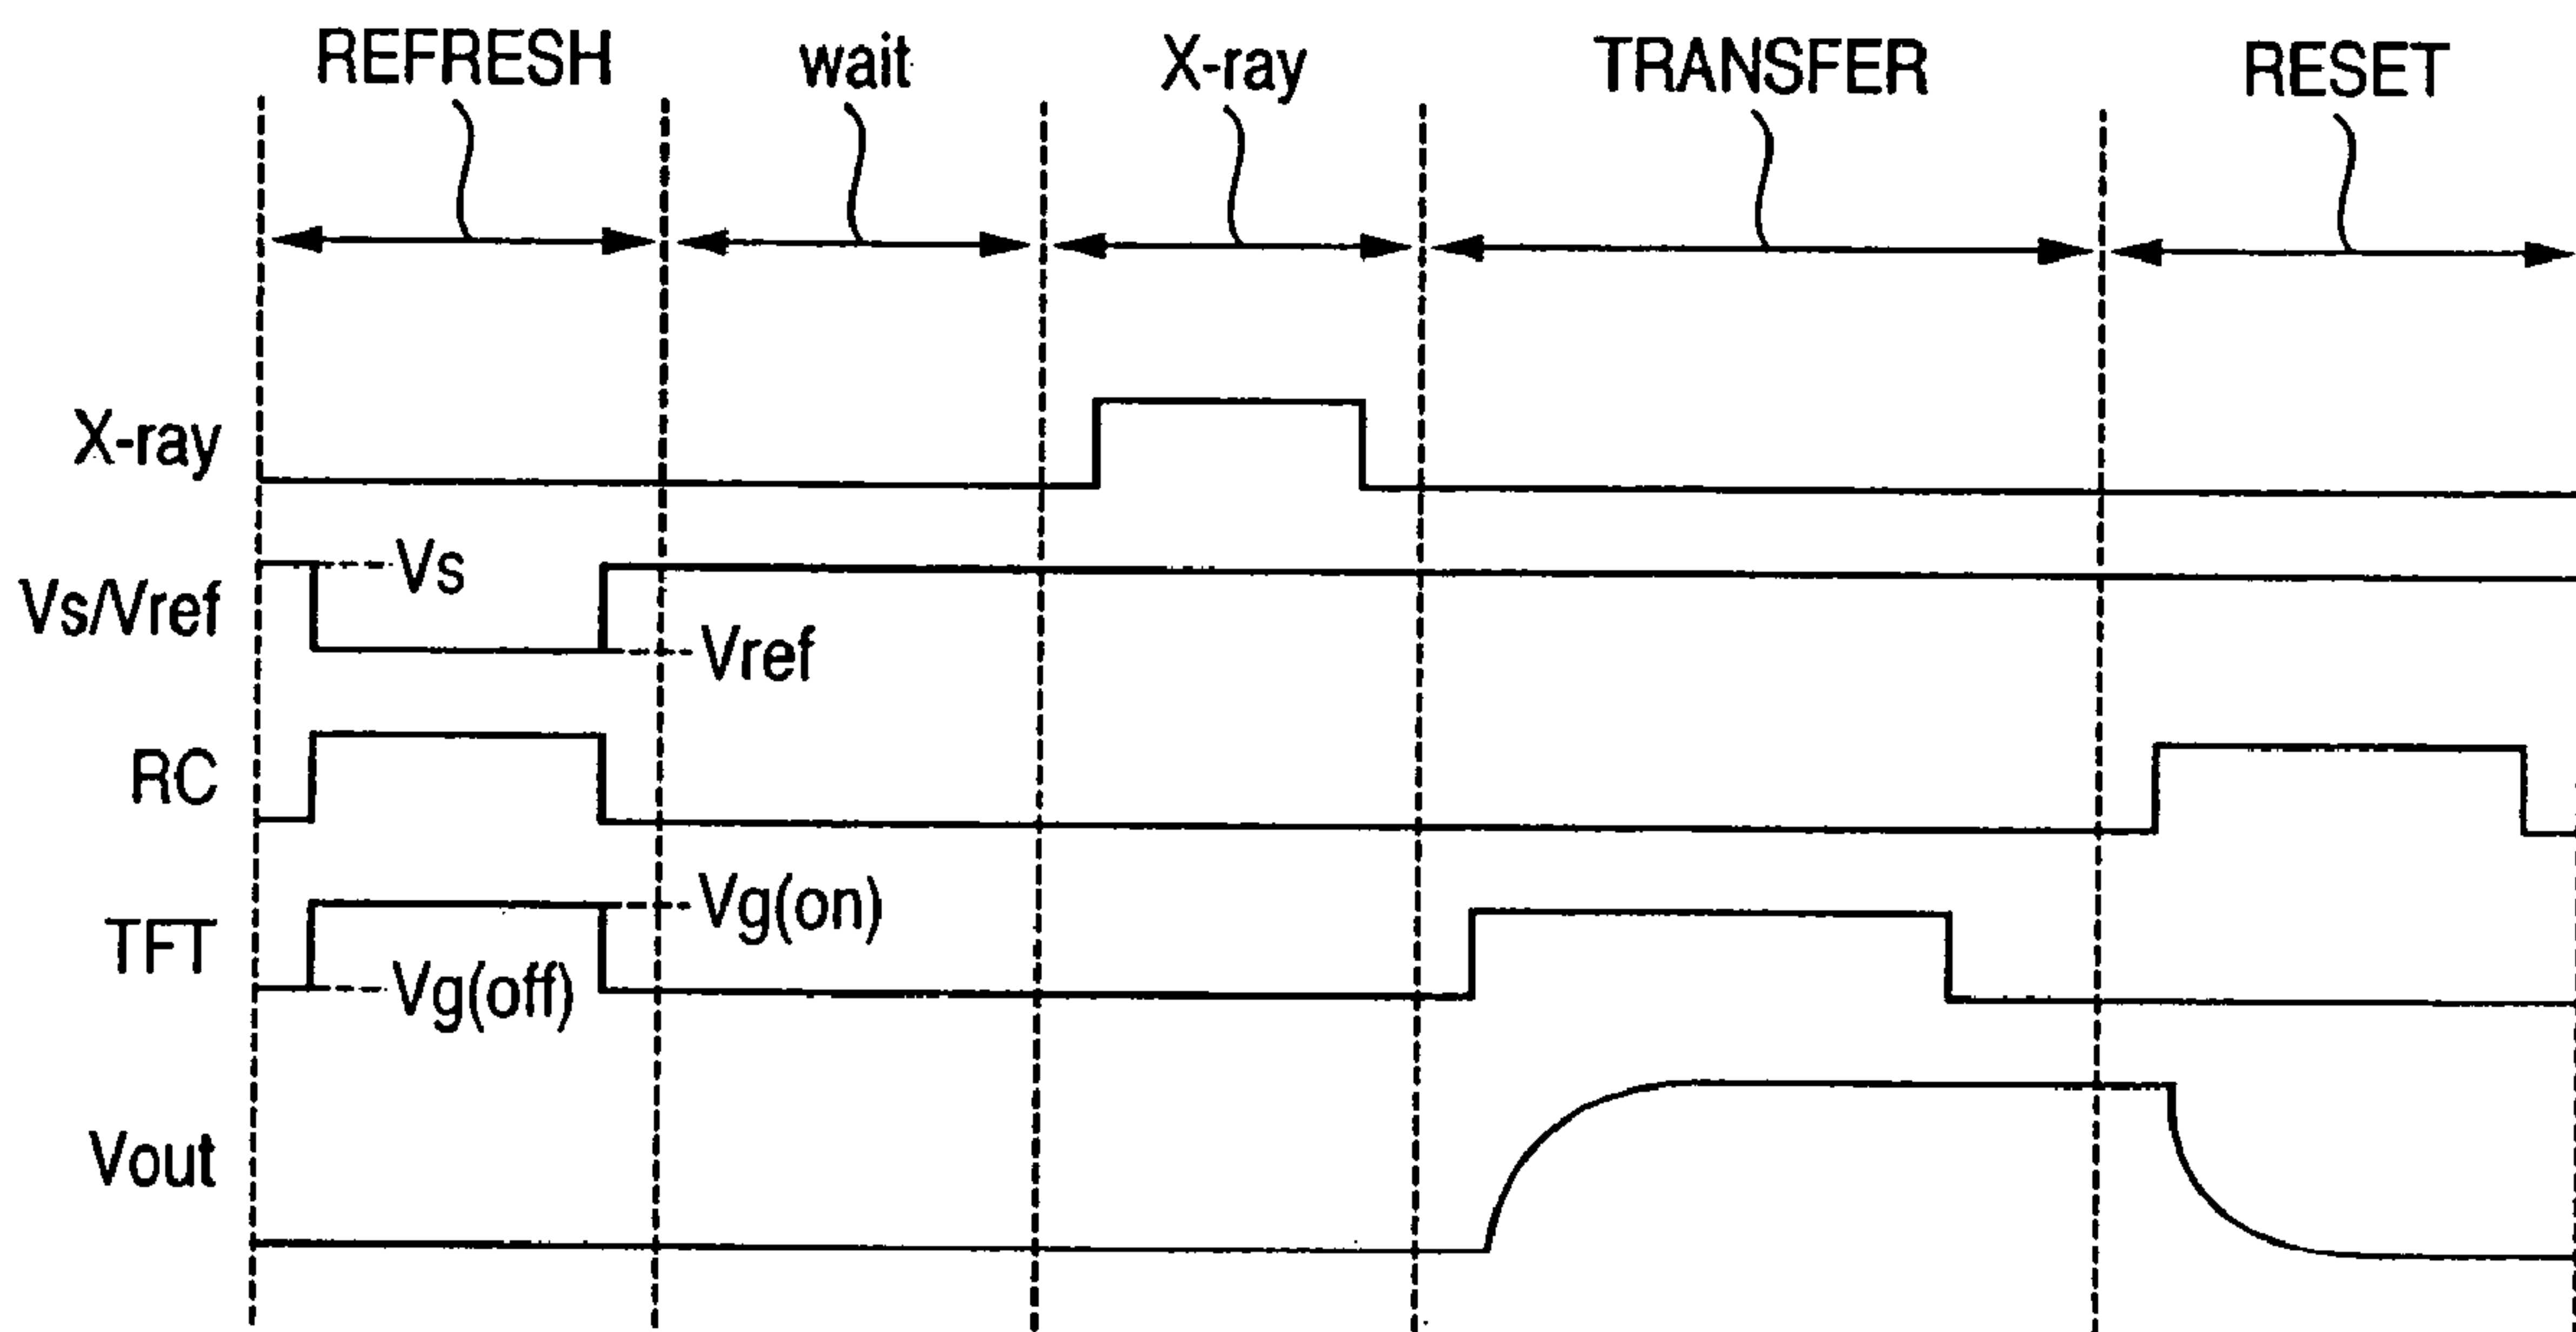 REFRESH wait X-ray TRANSFER RESET
X-ray
Vs
Vs/Vref
Vref
RC
Vg(on)
TFT
Vg(off)
Vout